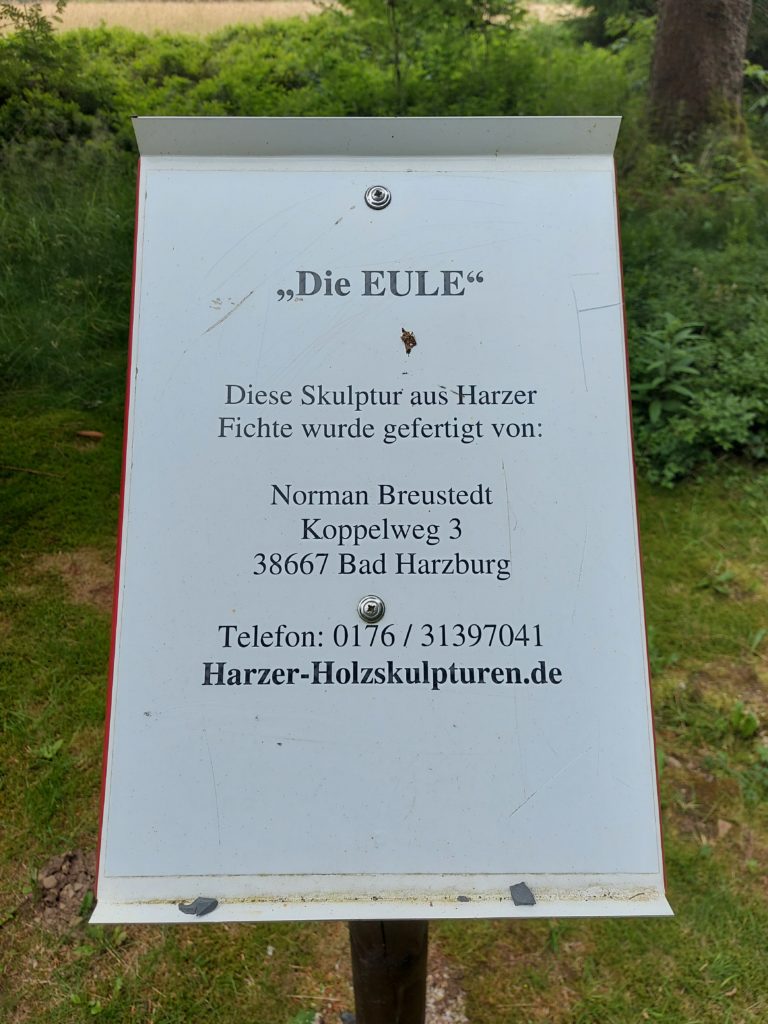 „Die EULE“
Diese Skulptur aus Harzer
Fichte wurde gefertigt von:
Norman Breustedt
Koppelweg 3
38667 Bad Harzburg
Telefon: 0176 / 31397041
Harzer-Holzskulpturen.de